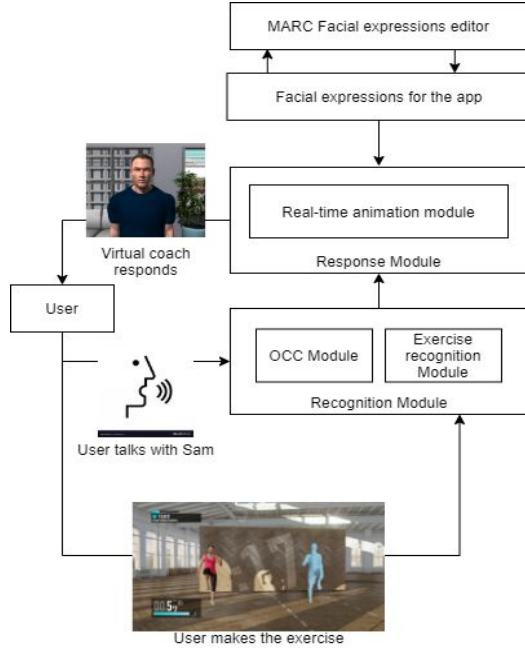 MARC Facial expressions editor
Facial expressions for the app
Real-time animation module
Response Module
Virtual coach
responds
User
OCC Module
Exercise
recognition
Module
Recognition Module
User talks with Sam
User makes the exercise